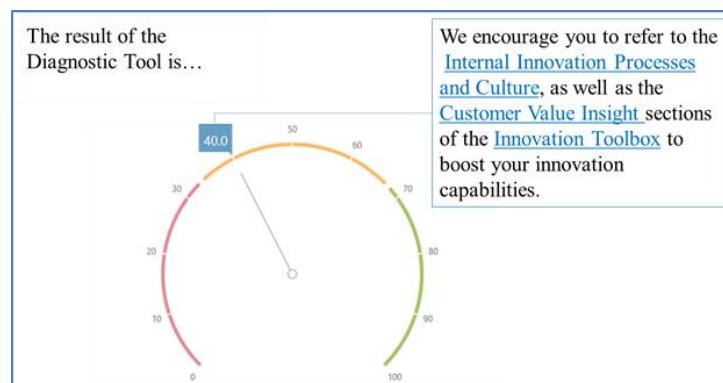 The result of the
Diagnostic Tool is…
We encourage you to refer to the
Internal Innovation Processes
and Culture, as well as the
Customer Value Insight sections
of the Innovation Toolbox to
boost your innovation
capabilities.
40.0
50
60
30
70
20
80
10
90
0
100